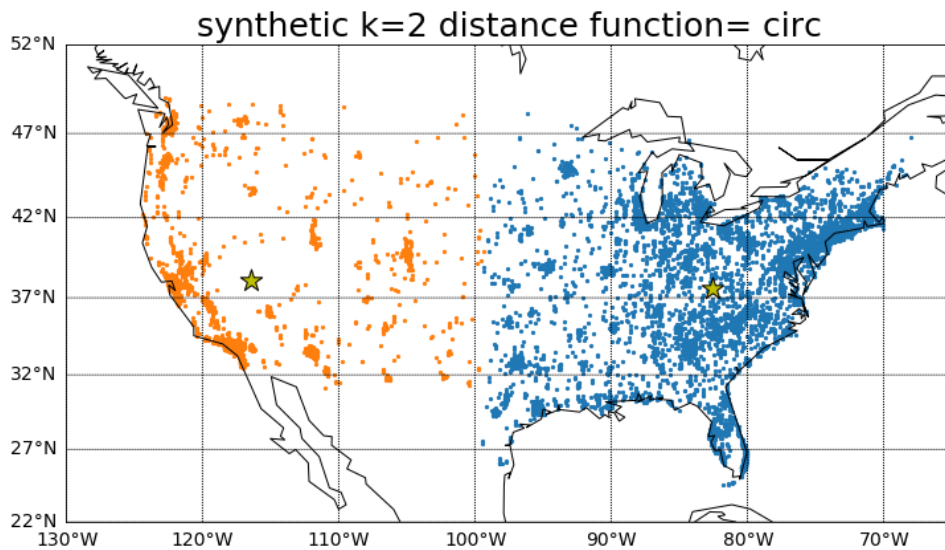 synthetic k=2 distance function= circ
52°N
47°N
42°N
37°N
32°N
27°N
22°N
130°W 120°W 110°W 100°W 90°W 80°W 70°W